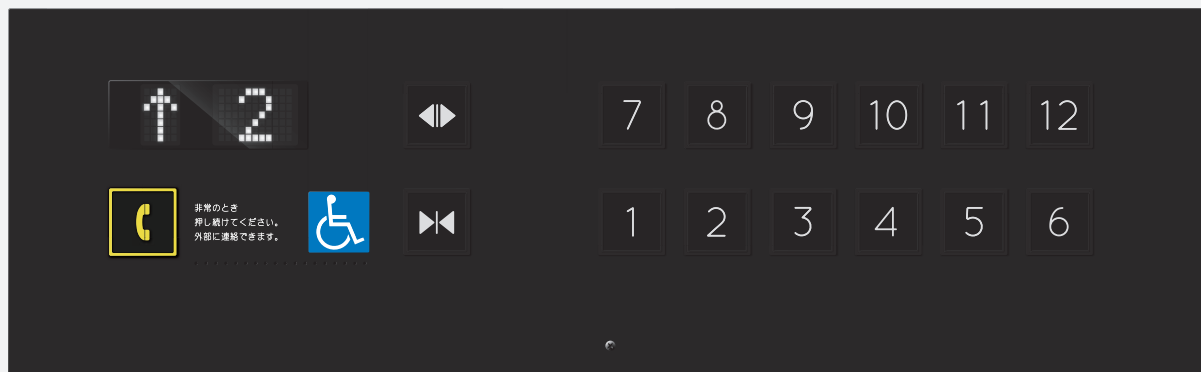 ↑ 2
7 8 9 10 11 12
非常のとき
押し続けてください。
外部に連絡できます。
1 2 3 4 5 6